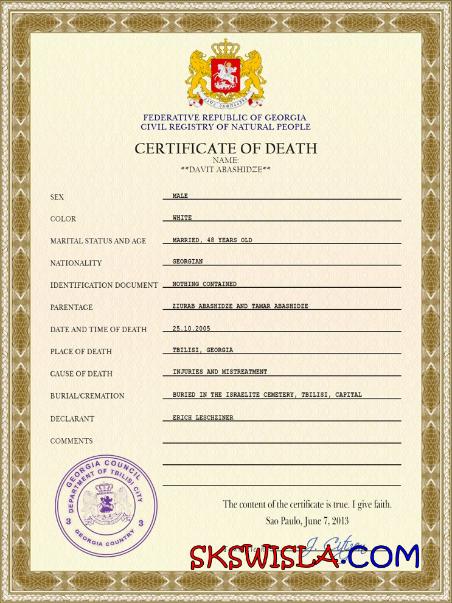 FEDERATIVE REPUBLIC OF GEORGIA
CIVIL REGISTRY OF NATURAL PEOPLE
CERTIFICATE OF DEATH
NAME:
**DAVIT ABASHIDZE**
SEX MALE
COLOR WHITE
MARITAL STATUS AND AGE MARRIED, 48 YEARS OLD
NATIONALITY GEORGIAN
IDENTIFICATION DOCUMENT NOTHING CONTAINED
PARENTAGE ZIURAB ABASHIDZE AND TAMAR ABASHIDZE
DATE AND TIME OF DEATH 25.10.2005
PLACE OF DEATH TBILISI, GEORGIA
CAUSE OF DEATH INJURIES AND MISTREATMENT
BURIAL/CREMATION BURIED IN THE ISRAELITE CEMETERY, TBILISI, CAPITAL
DECLARANT ERICH LESCHZINER
COMMENTS
GEORGIA COUNCIL
DEPARTMENT OF TBILISI CITY
3 3
GEORGIA COUNTRY
The content of the certificate is true. I give faith.
Sao Paulo, June 7, 2013
SKSWISLA.COM